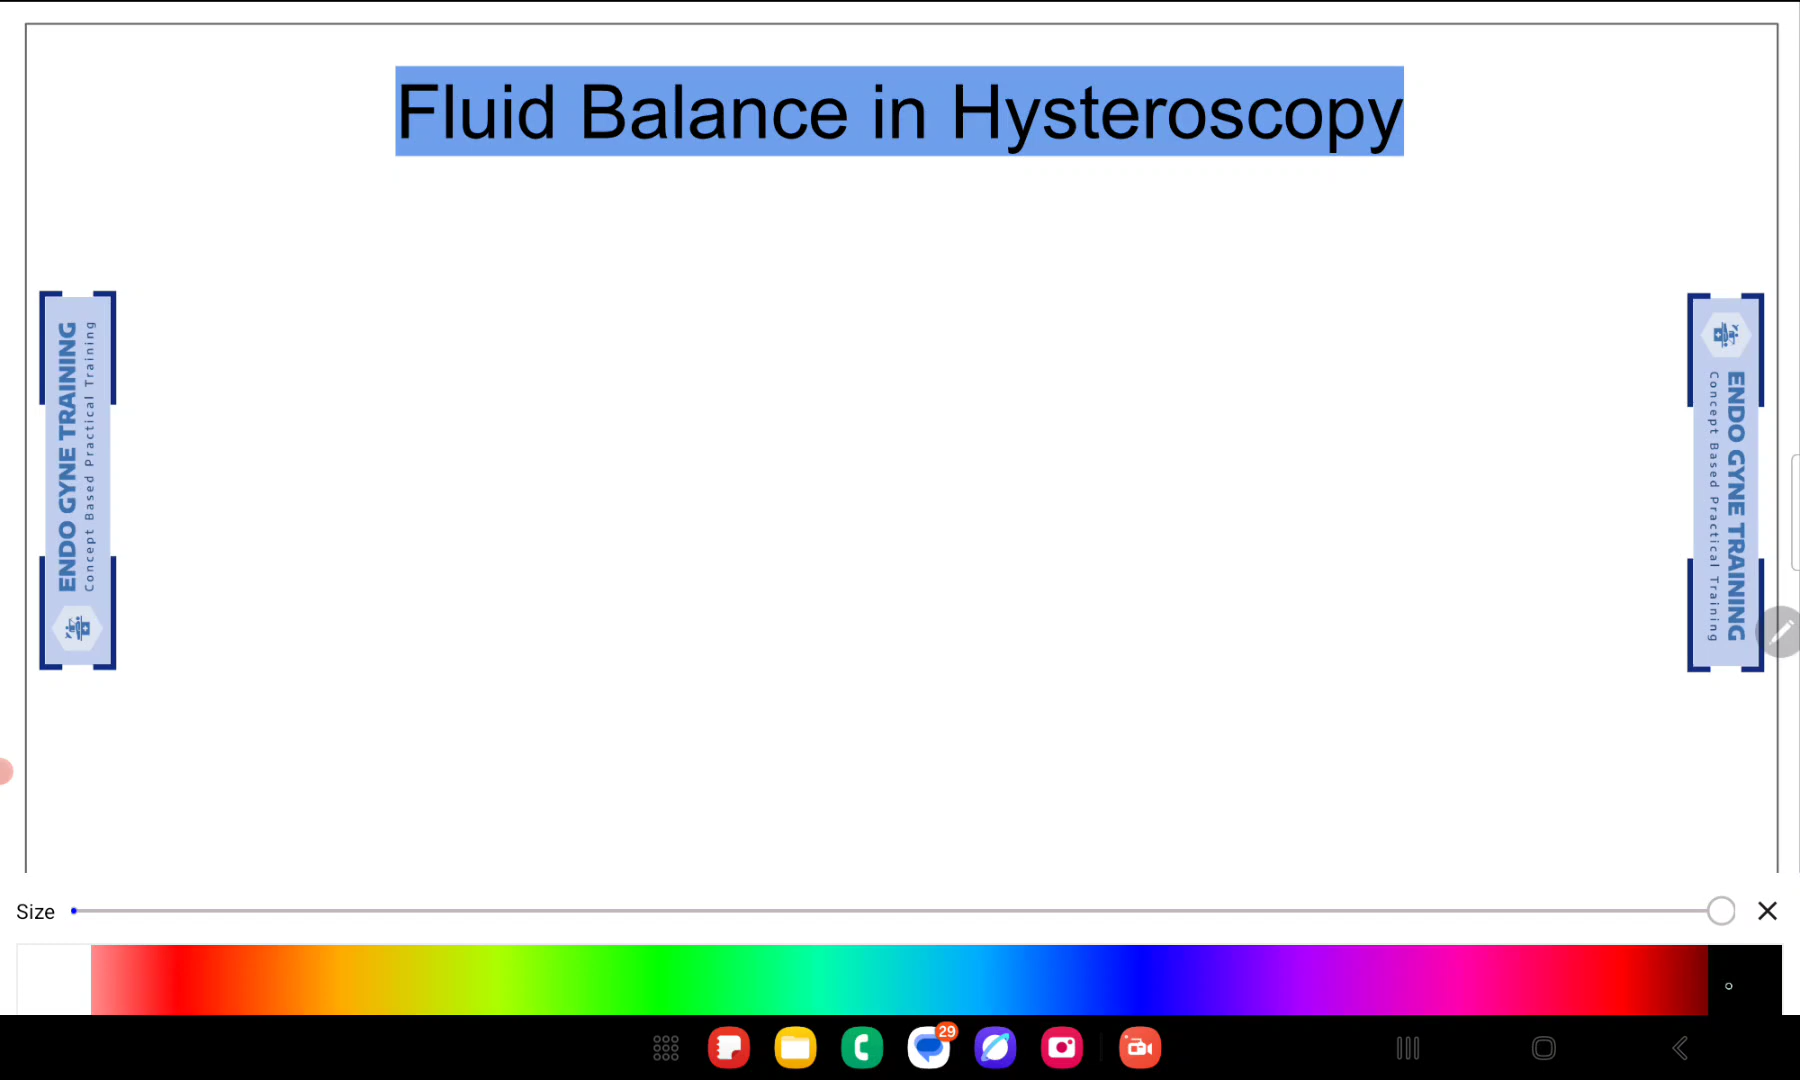 Fluid Balance in Hysteroscopy
ENDO GYNE TRAINING
Concept Based Practical Training
ENDO GYNE TRAINING
Concept Based Practical Training
Size
29